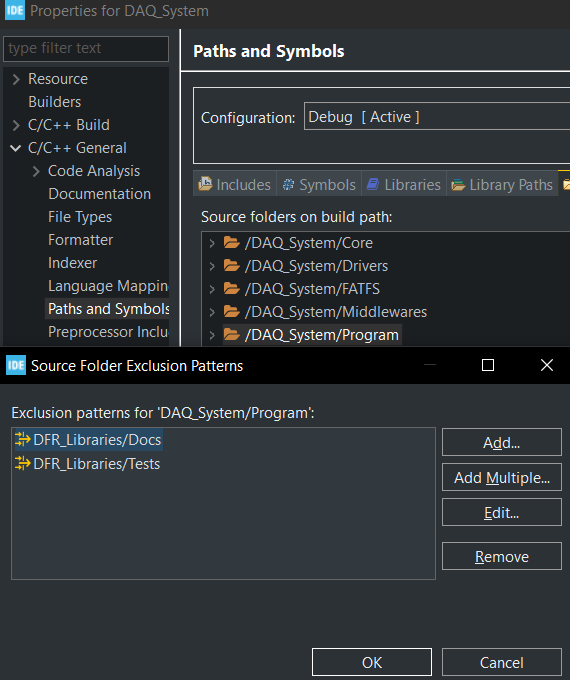 IDE Properties for DAQ_System
type filter text
Resource
Builders
C/C++ Build
C/C++ General
Code Analysis
Documentation
File Types
Formatter
Indexer
Language Mappin
Paths and Symbols
Preprocessor Inclu
Paths and Symbols
Configuration: Debug [ Active ]
Includes Symbols Libraries Library Paths
Source folders on build path:
/DAQ_System/Core
/DAQ_System/Drivers
/DAQ_System/FATFS
/DAQ_System/Middlewares
/DAQ_System/Program
IDE Source Folder Exclusion Patterns
Exclusion patterns for 'DAQ_System/Program':
DFR_Libraries/Docs
DFR_Libraries/Tests
Add...
Add Multiple...
Edit...
Remove
OK Cancel